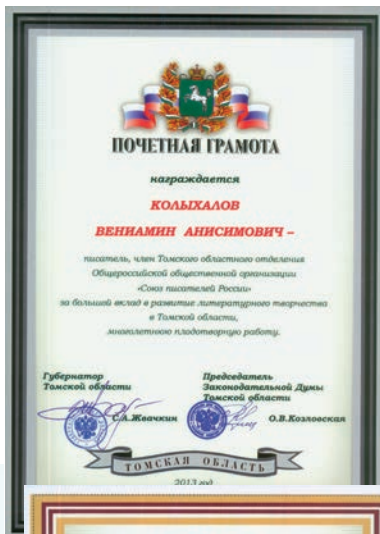 ПОЧЕТНАЯ ГРАМОТА
награждается
КОЛЫХАЛОВ
ВЕНИАМИН АНИСИМОВИЧ –
писатель, член Томского областного отделения
Общероссийской общественной организации
«Союз писателей России»
за большой вклад в развитие литературного творчества
в Томской области,
многолетнюю плодотворную работу.
Губернатор
Томской области
С.А.Жвачкин
Председатель
Законодательной Думы
Томской области
О.В.Козловская
ТОМСКАЯ ОБЛАСТЬ
2013 год